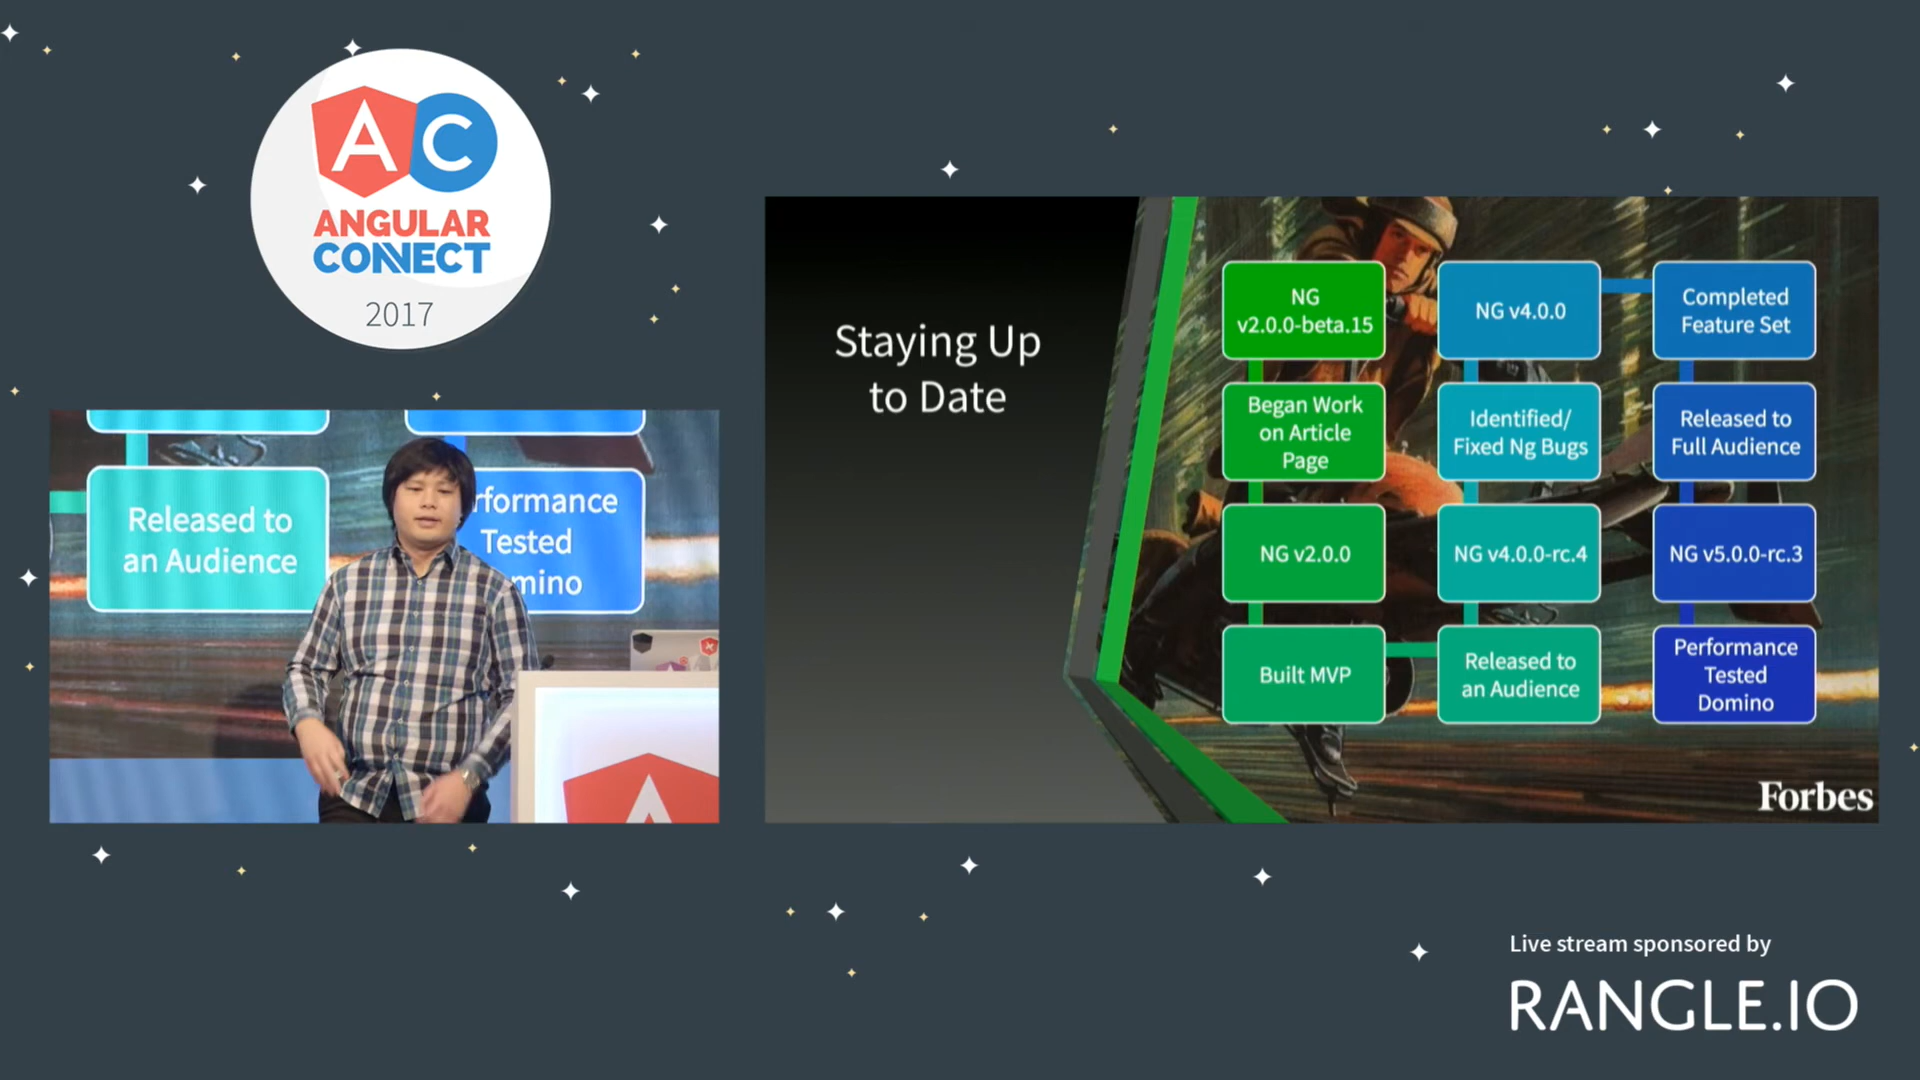 AC
ANGULAR
CONNECT
2017
Released to
an Audience
rformance
Tested
mino
A
Staying Up
to Date
NG
v2.0.0-beta.15
Began Work
on Article
Page
NG v2.0.0
Built MVP
Released to
an Audience
NG v4.0.0-rc.4
Identified/
Fixed Ng Bugs
NG v4.0.0
Completed
Feature Set
Released to
Full Audience
NG v5.0.0-rc.3
Performance
Tested
Domino
Forbes
Live stream sponsored by
RANGLE.IO